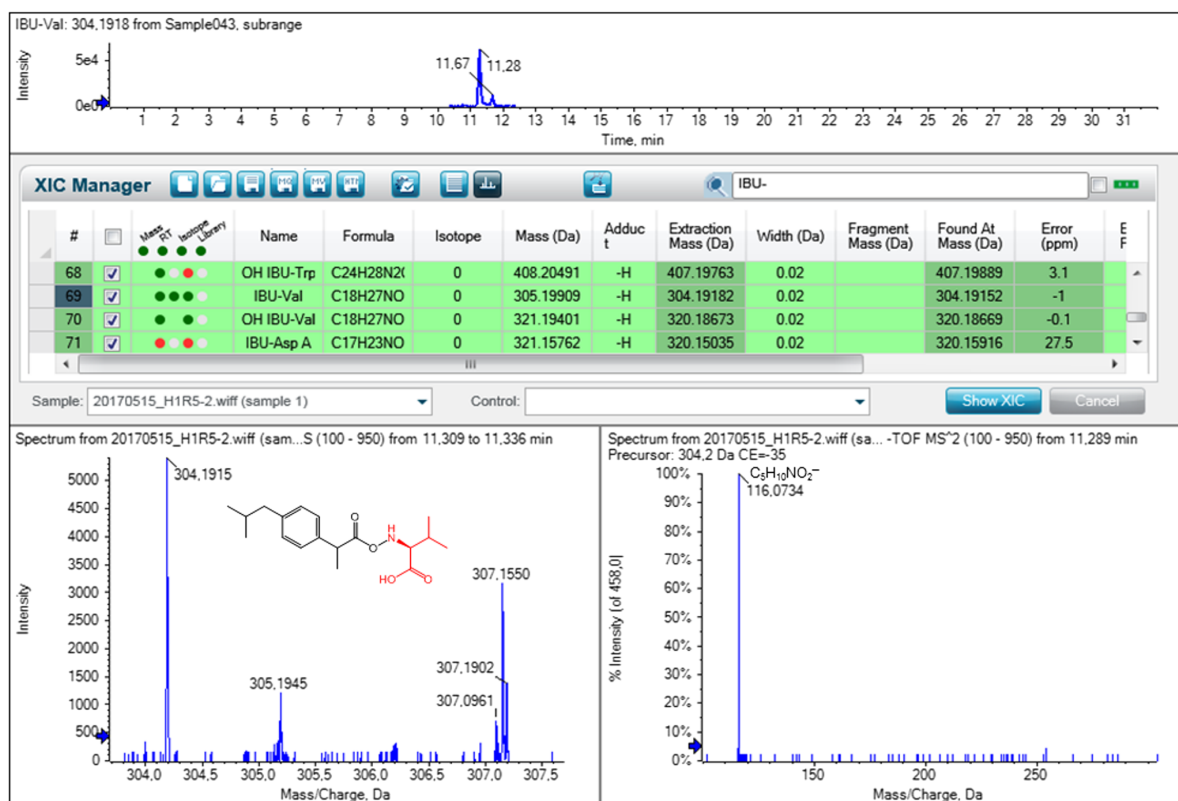 IBU-Val: 304,1918 from Sample043, subrange
Intensity
5e4
0e0
11,67
11,28
1 2 3 4 5 6 7 8 9 10 11 12 13 14 15 16 17 18 19 20 21 22 23 24 25 26 27 28 29 30 31
Time, min
XIC Manager
MQ
MV
IBU-
# Mass RT Isotope Library Name Formula Isotope Mass (Da) Adduc Extraction Width (Da) Fragment Found At Error E
t Mass (Da) Mass (Da) Mass (Da) (ppm) F
68 OH IBU-Trp C24H28N2( 0 408.20491 -H 407.19763 0.02 407.19889 3.1
69 IBU-Val C18H27NO 0 305.19909 -H 304.19182 0.02 304.19152 -1
70 OH IBU-Val C18H27NO 0 321.19401 -H 320.18673 0.02 320.18669 -0.1
71 IBU-Asp A C17H23NO 0 321.15762 -H 320.15035 0.02 320.15916 27.5
Sample: 20170515_H1R5-2.wiff (sample 1) Control: Show XIC Cancel
Spectrum from 20170515_H1R5-2.wiff (sam...S (100 - 950) from 11,309 to 11,336 min
Intensity
5000
4500
4000
3500
3000
2500
2000
1500
1000
500
0
304,1915
O
O
H
N
HO
O
305,1945
307,1550
307,1902
307,0961
304,0 304,5 305,0 305,5 306,0 306,5 307,0 307,5
Mass/Charge, Da
Spectrum from 20170515_H1R5-2.wiff (sa... -TOF MS^2 (100 - 950) from 11,289 min
Precursor: 304,2 Da CE=-35
% Intensity (of 458,0)
100%
90%
80%
70%
60%
50%
40%
30%
20%
10%
0%
C₅H₁₀NO₂⁻
116,0734
150 200 250
Mass/Charge, Da